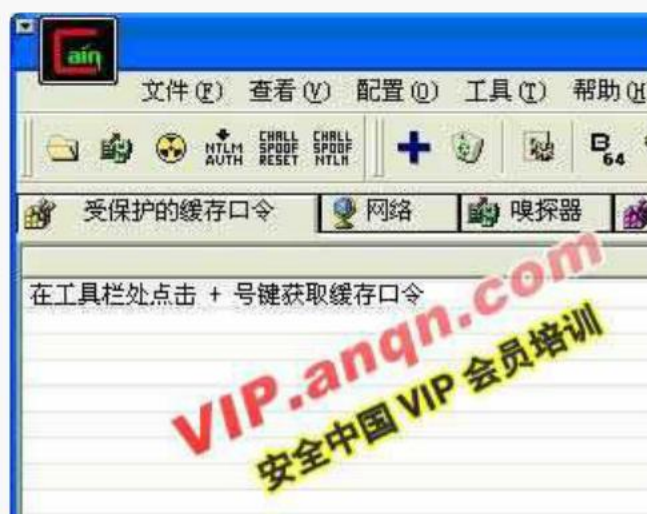 Cain
文件(F) 查看(V) 配置(O) 工具(T) 帮助(H
NTLM AUTH CHALL SPOOF RESET CHALL SPOOF NTLM B64
受保护的缓存口令 网络 嗅探器
在工具栏处点击 + 号键获取缓存口令
VIP.anqn.com
安全中国 VIP 会员培训